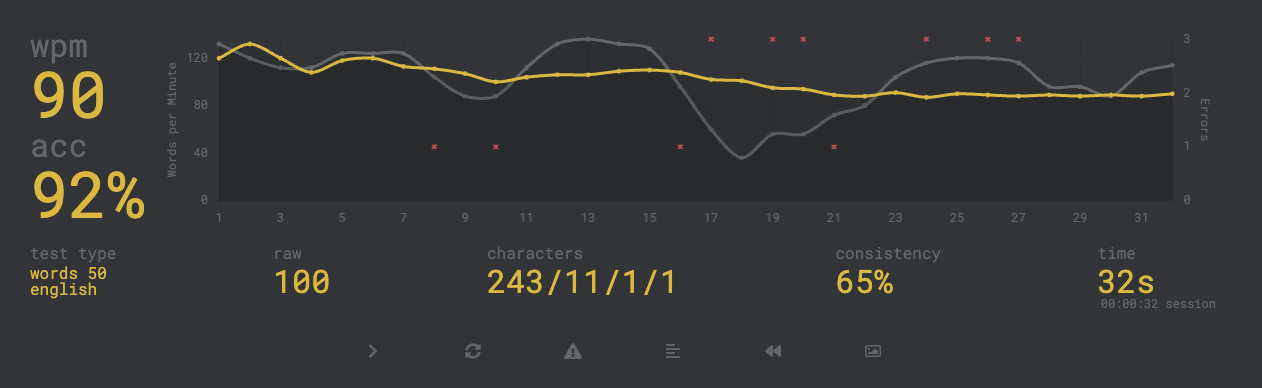 wpm
90
acc
92%
Words per Minute
120
80
40
0
3
2
1
0
Errors
1 3 5 7 9 11 13 15 17 19 21 23 25 27 29 31
test type
words 50
english
raw
100
characters
243/11/1/1
consistency
65%
time
32s
00:00:32 session